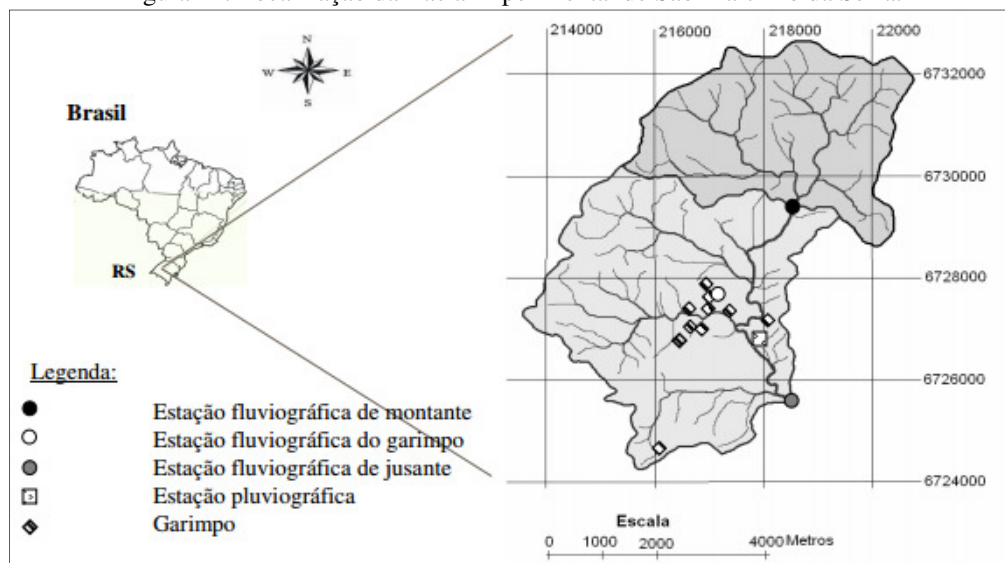 214000 216000 218000 22000
N
W E
S
6732000
Brasil
6730000
RS
6728000
6726000
6724000
Legenda:
Estação fluviográfica de montante
Estação fluviográfica do garimpo
Estação fluviográfica de jusante
Estação pluviográfica
Garimpo
Escala
0 1000 2000 4000 Metros